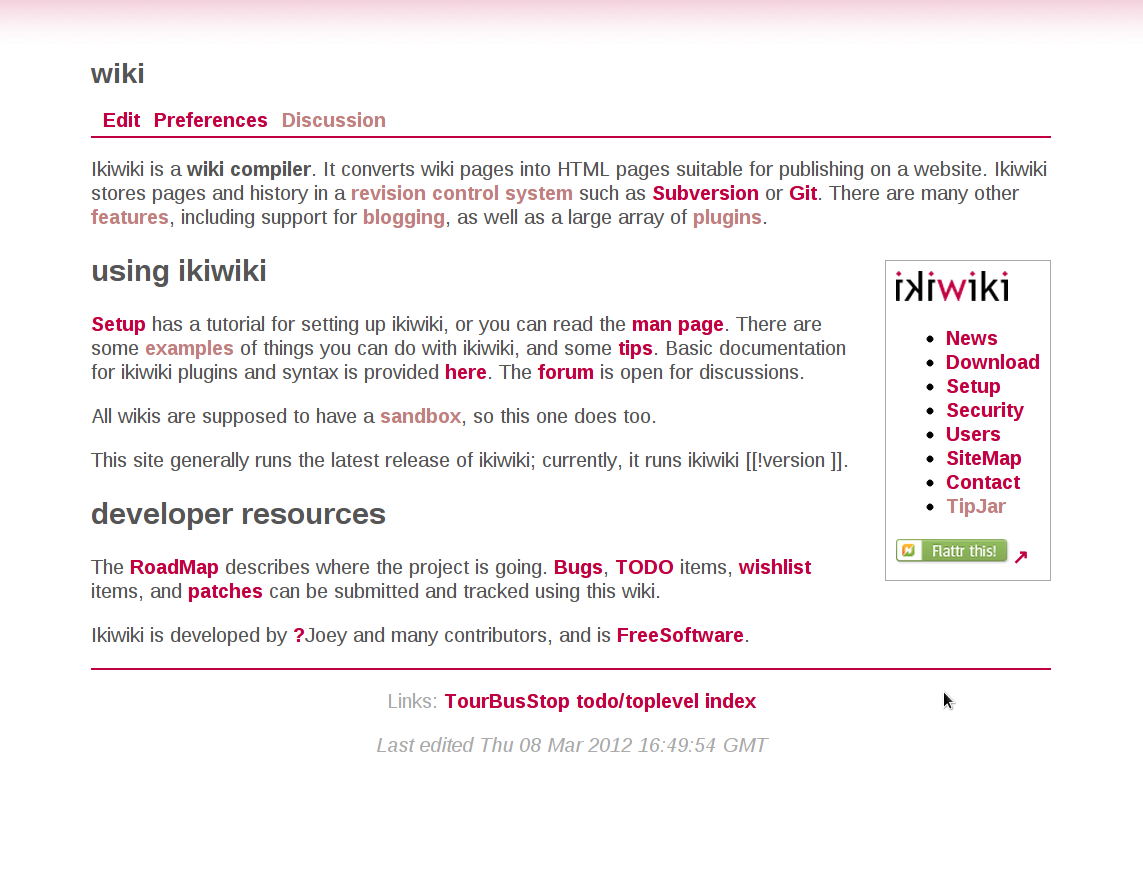 wiki
Edit Preferences Discussion
Ikiwiki is a wiki compiler. It converts wiki pages into HTML pages suitable for publishing on a website. Ikiwiki
stores pages and history in a revision control system such as Subversion or Git. There are many other
features, including support for blogging, as well as a large array of plugins.
using ikiwiki
Setup has a tutorial for setting up ikiwiki, or you can read the man page. There are
some examples of things you can do with ikiwiki, and some tips. Basic documentation
for ikiwiki plugins and syntax is provided here. The forum is open for discussions.
All wikis are supposed to have a sandbox, so this one does too.
This site generally runs the latest release of ikiwiki; currently, it runs ikiwiki [[!version ]].
developer resources
The RoadMap describes where the project is going. Bugs, TODO items, wishlist
items, and patches can be submitted and tracked using this wiki.
Ikiwiki is developed by ?Joey and many contributors, and is FreeSoftware.
ikiwiki
News
Download
Setup
Security
Users
SiteMap
Contact
TipJar
Flattr this!
Links: TourBusStop todo/toplevel index
Last edited Thu 08 Mar 2012 16:49:54 GMT